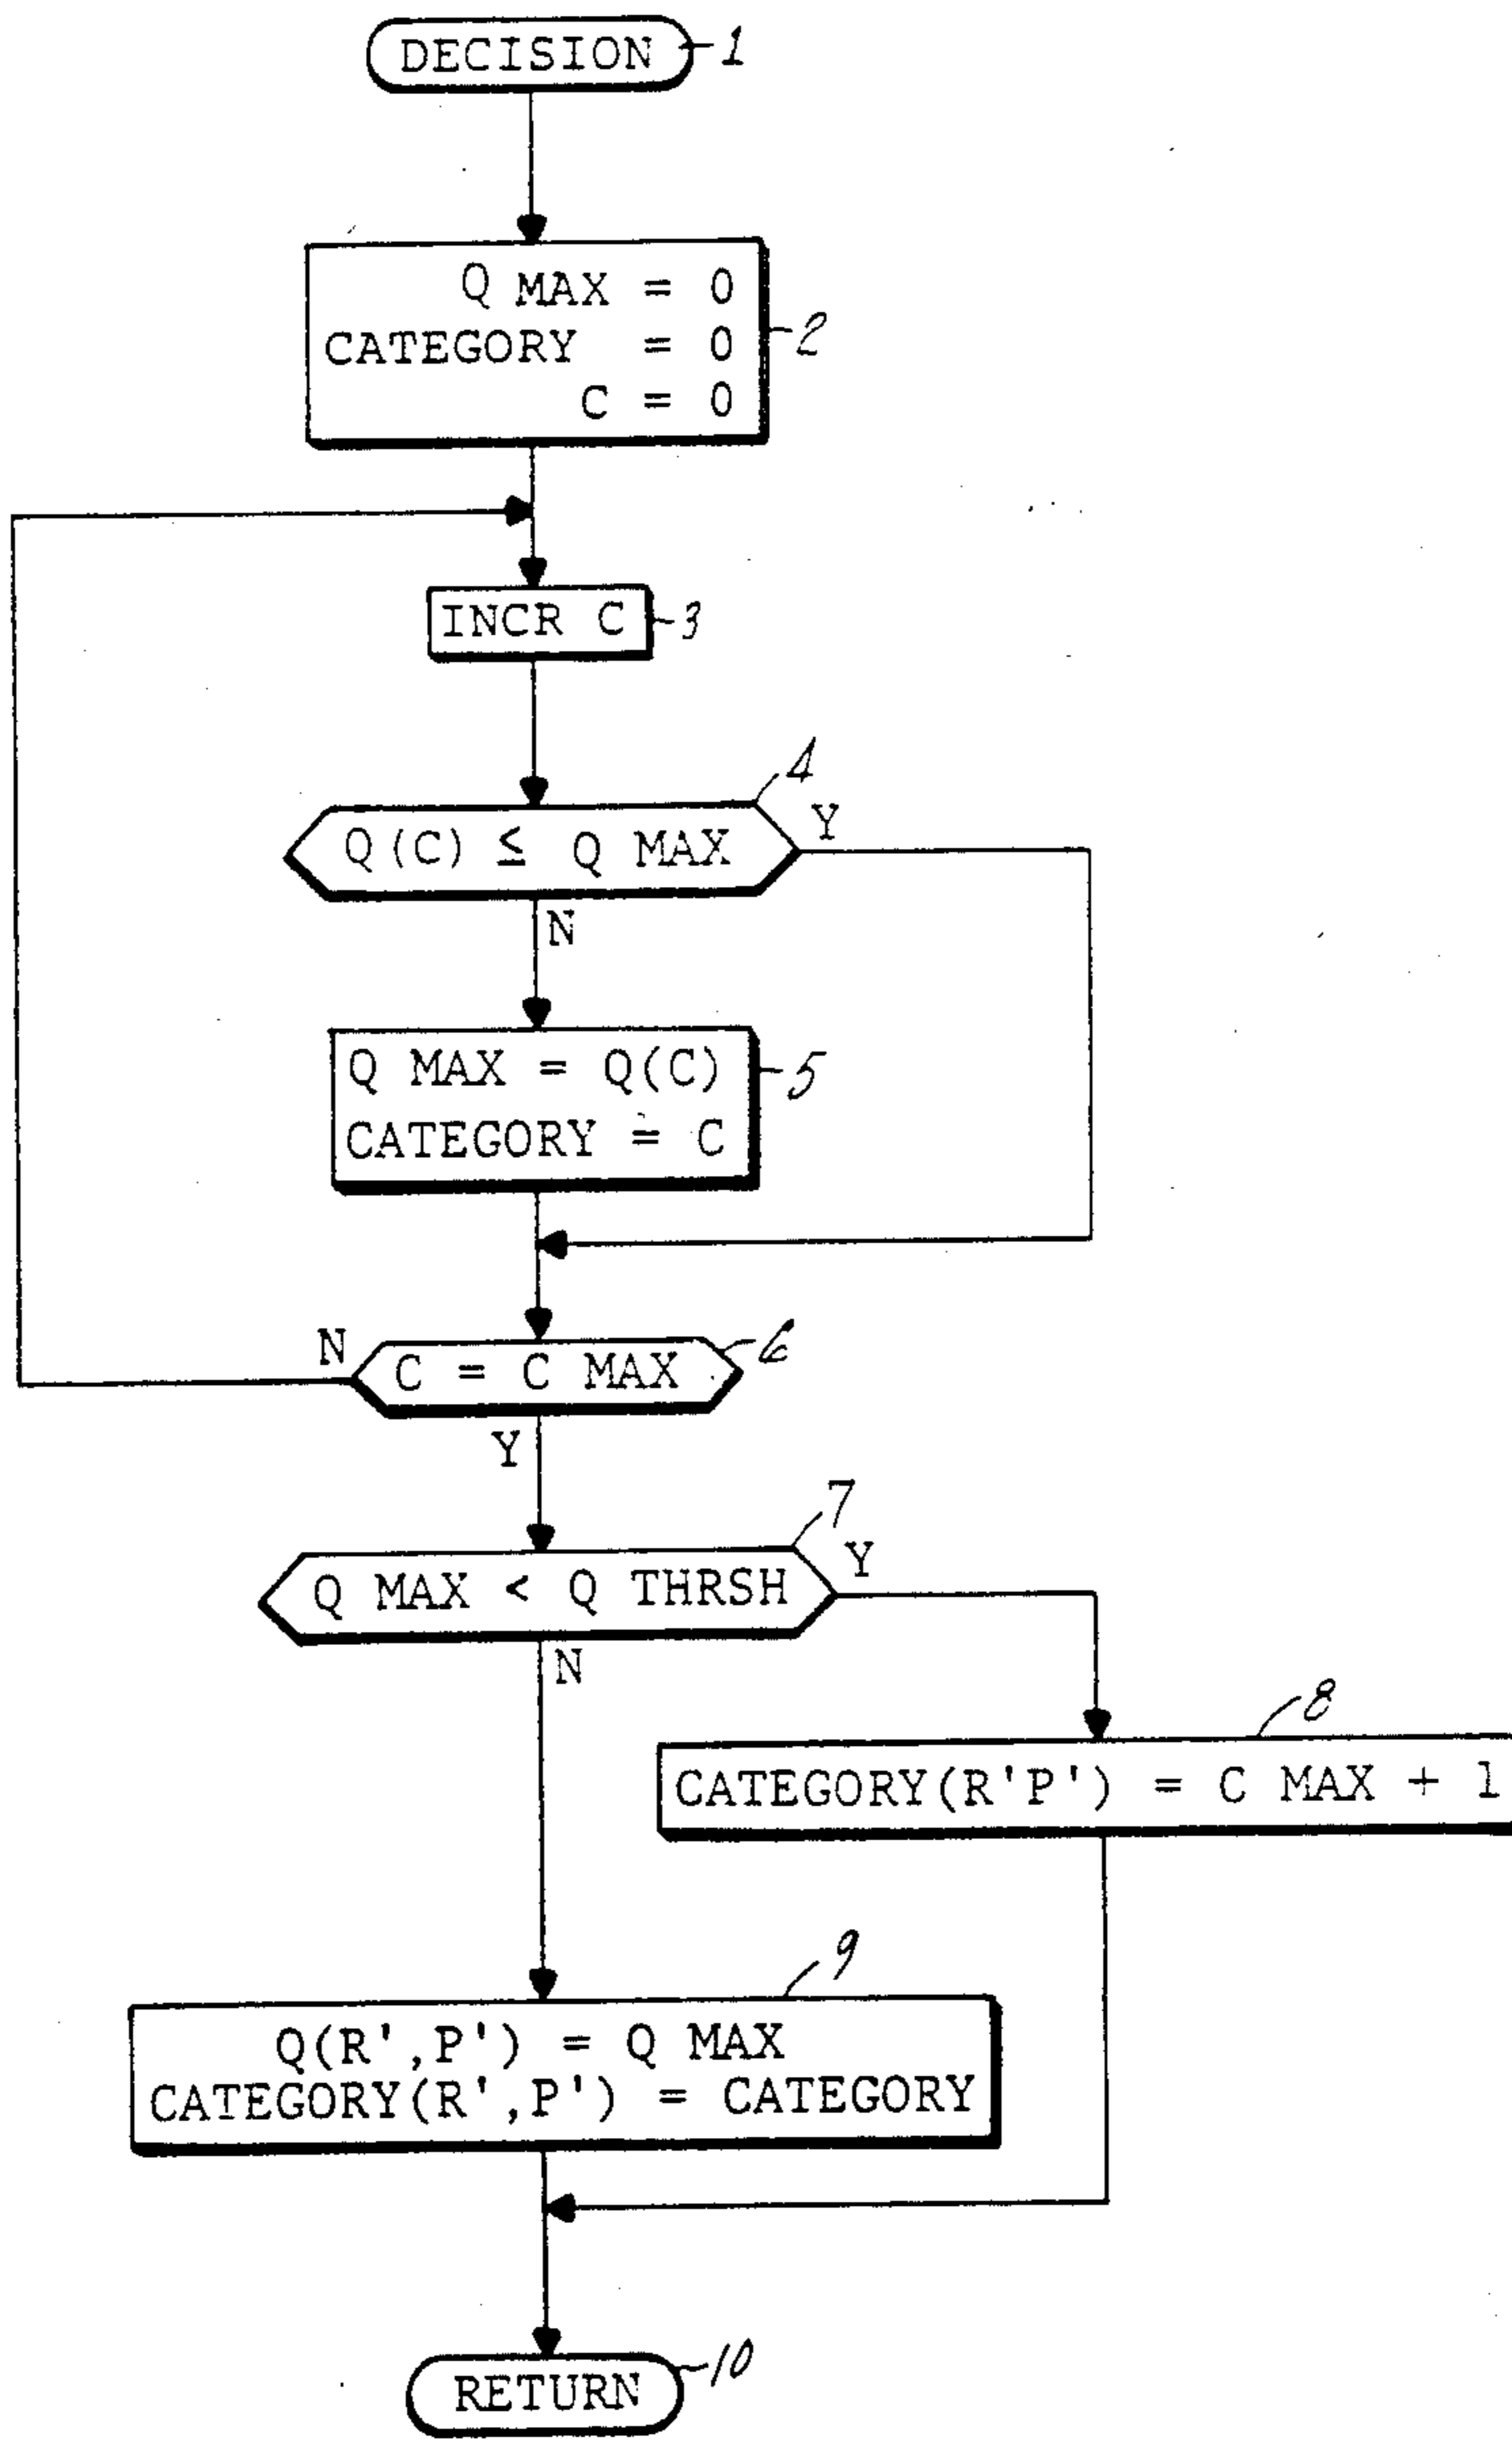 DECISION 1
Q MAX = 0
CATEGORY = 0
C = 0
2
INCR C 3
4
Q(C) ≤ Q MAX Y
N
Q MAX = Q(C)
CATEGORY = C
5
N C = C MAX 6
Y
7
Q MAX < Q THRSH Y
N
8
CATEGORY(R'P') = C MAX + 1
9
Q(R',P') = Q MAX
CATEGORY(R',P') = CATEGORY
RETURN 10